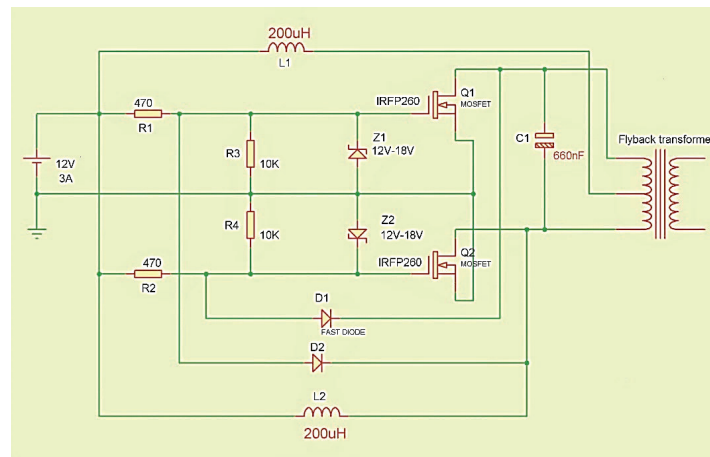 200uH
L1
470
R1
IRFP260
Q1
MOSFET
R3
10K
Z1
12V-18V
C1
660nF
Flyback transforme
12V
3A
R4
10K
Z2
12V-18V
470
R2
IRFP260
Q2
MOSFET
D1
FAST DIODE
D2
L2
200uH